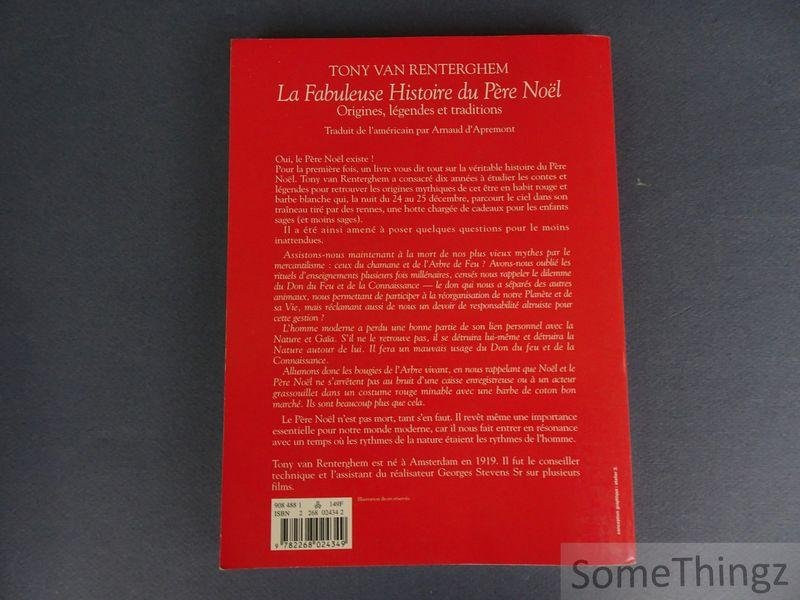 TONY VAN RENTERGHEM
La Fabuleuse Histoire du Père Noël
Origines, légendes et traditions
Traduit de l'américain par Arnaud d'Apremont
Oui, le Père Noël existe !
Pour la première fois, un livre vous dit tout sur la véritable histoire du Père
Noël. Tony van Renterghem a consacré dix années à étudier les contes et
légendes pour retrouver les origines mythiques de cet être en habit rouge et
barbe blanche qui, la nuit du 24 au 25 décembre, parcourt le ciel dans son
traîneau tiré par des rennes, une hotte chargée de cadeaux pour les enfants
sages (et moins sages).
Il a été ainsi amené à poser quelques questions pour le moins
inattendues.
Assistons-nous maintenant à la mort de nos plus vieux mythes par le
mercantilisme : ceux du chamane et de l'Arbre de Feu ? Avons-nous oublié les
rituels d'enseignements plusieurs fois millénaires, censés nous rappeler le dilemme
du Don du Feu et de la Connaissance — le don qui nous a séparés des autres
animaux, nous permettant de participer à la réorganisation de notre Planète et de
sa Vie, mais réclamant aussi de nous un devoir de responsabilité altruiste pour
cette gestion ?
L'homme moderne a perdu une bonne partie de son lien personnel avec la
Nature et Gaïa. S'il ne le retrouve pas, il se détruira lui-même et détruira la
Nature autour de lui. Il fera un mauvais usage du Don du feu et de la
Connaissance.
Allumons donc les bougies de l'Arbre vivant, en nous rappelant que Noël et le
Père Noël ne s'arrêtent pas au bruit d'une caisse enregistreuse ou à un acteur
grassouillet dans un costume rouge minable avec une barbe de coton bon
marché. Ils sont beaucoup plus que cela.
Le Père Noël n'est pas mort, tant s'en faut. Il revêt même une importance
essentielle pour notre monde moderne, car il nous fait entrer en résonance
avec un temps où les rythmes de la nature étaient les rythmes de l'homme.
Tony van Renterghem est né à Amsterdam en 1919. Il fut le conseiller
technique et l'assistant du réalisateur Georges Stevens Sr sur plusieurs
films.
908 488 1 149F
ISBN 2 268 02434 2
9 782268 024349
Illustration droits réservés
conception graphique : atelier S.
SomeThingz